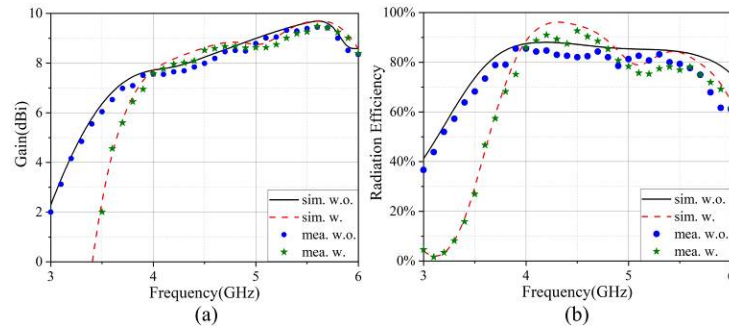 10
8
6
4
2
0
Gain(dBi)
3
4
5
6
Frequency(GHz)
sim. w.o.
sim. w.
mea. w.o.
mea. w.
(a)
100%
80%
60%
40%
20%
0%
Radiation Efficiency
3
4
5
6
Frequency(GHz)
sim. w.o.
sim. w.
mea. w.o.
mea. w.
(b)